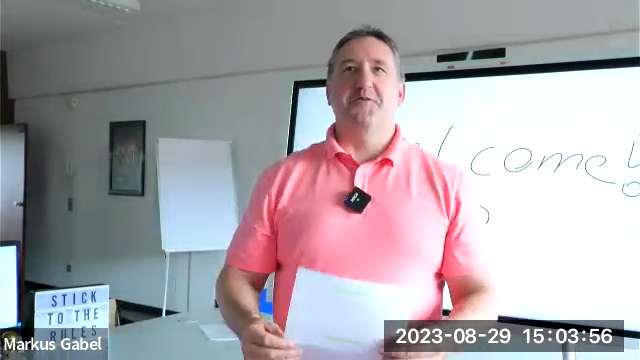 come!
STICK
TO THE
RULES
Markus Gabel
2023-08-29 15:03:56